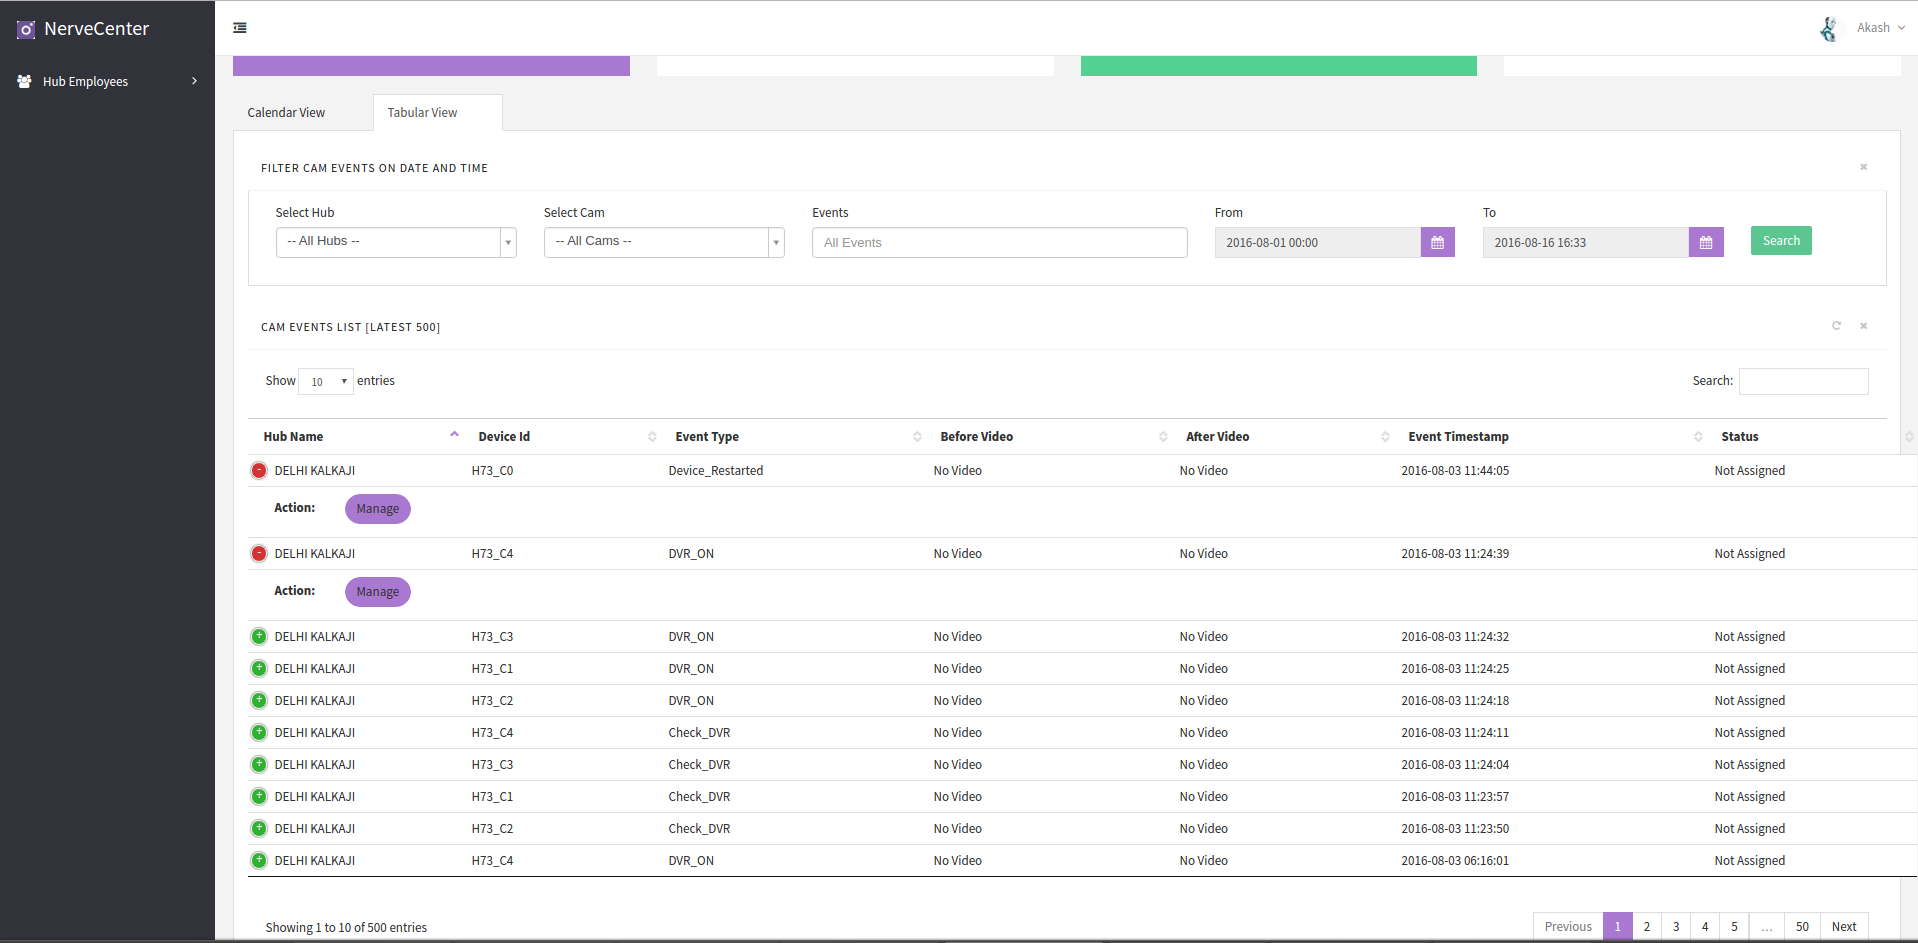 NerveCenter
Akash
Hub Employees
Calendar View
Tabular View
FILTER CAM EVENTS ON DATE AND TIME
Select Hub Select Cam Events From To
-- All Hubs -- -- All Cams -- All Events 2016-08-01 00:00 2016-08-16 16:33 Search
CAM EVENTS LIST [LATEST 500]
Show 10 entries Search:
Hub Name Device Id Event Type Before Video After Video Event Timestamp Status
DELHI KALKAJI H73_C0 Device_Restarted No Video No Video 2016-08-03 11:44:05 Not Assigned
Action: Manage
DELHI KALKAJI H73_C4 DVR_ON No Video No Video 2016-08-03 11:24:39 Not Assigned
Action: Manage
DELHI KALKAJI H73_C3 DVR_ON No Video No Video 2016-08-03 11:24:32 Not Assigned
DELHI KALKAJI H73_C1 DVR_ON No Video No Video 2016-08-03 11:24:25 Not Assigned
DELHI KALKAJI H73_C2 DVR_ON No Video No Video 2016-08-03 11:24:18 Not Assigned
DELHI KALKAJI H73_C4 Check_DVR No Video No Video 2016-08-03 11:24:11 Not Assigned
DELHI KALKAJI H73_C3 Check_DVR No Video No Video 2016-08-03 11:24:04 Not Assigned
DELHI KALKAJI H73_C1 Check_DVR No Video No Video 2016-08-03 11:23:57 Not Assigned
DELHI KALKAJI H73_C2 Check_DVR No Video No Video 2016-08-03 11:23:50 Not Assigned
DELHI KALKAJI H73_C4 DVR_ON No Video No Video 2016-08-03 06:16:01 Not Assigned
Showing 1 to 10 of 500 entries
Previous 1 2 3 4 5 … 50 Next